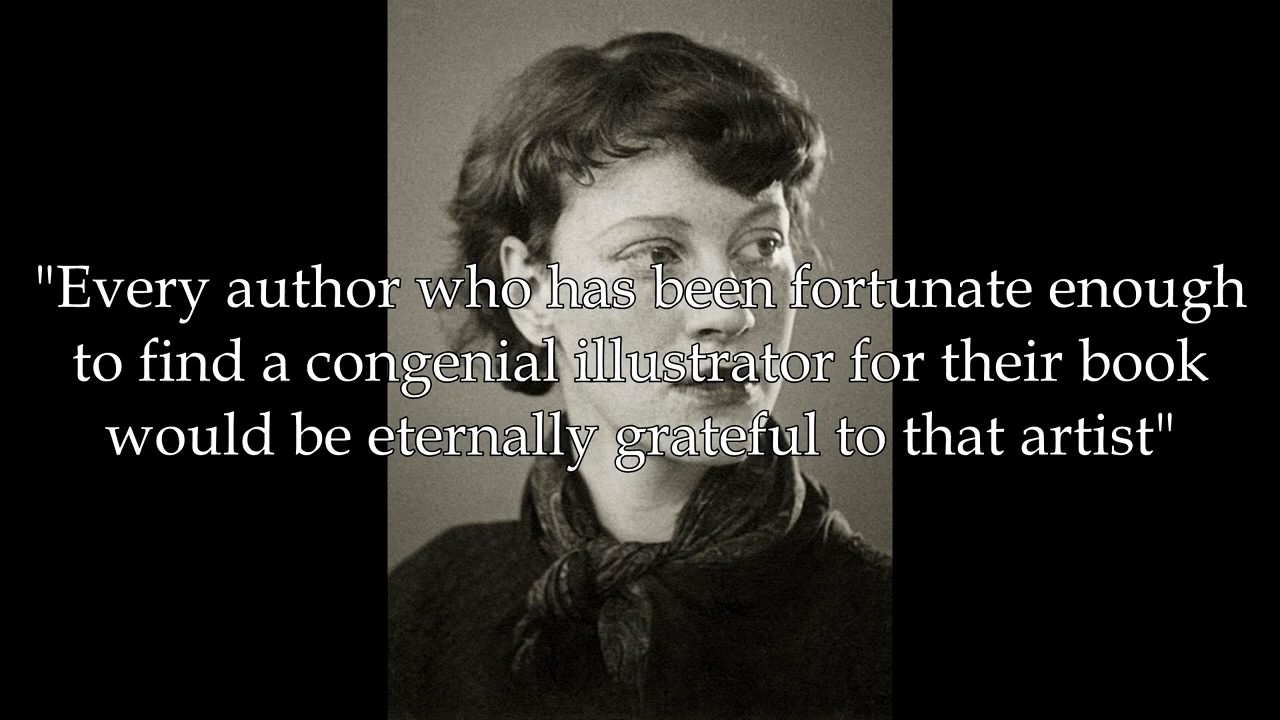 "Every author who has been fortunate enough
to find a congenial illustrator for their book
would be eternally grateful to that artist"